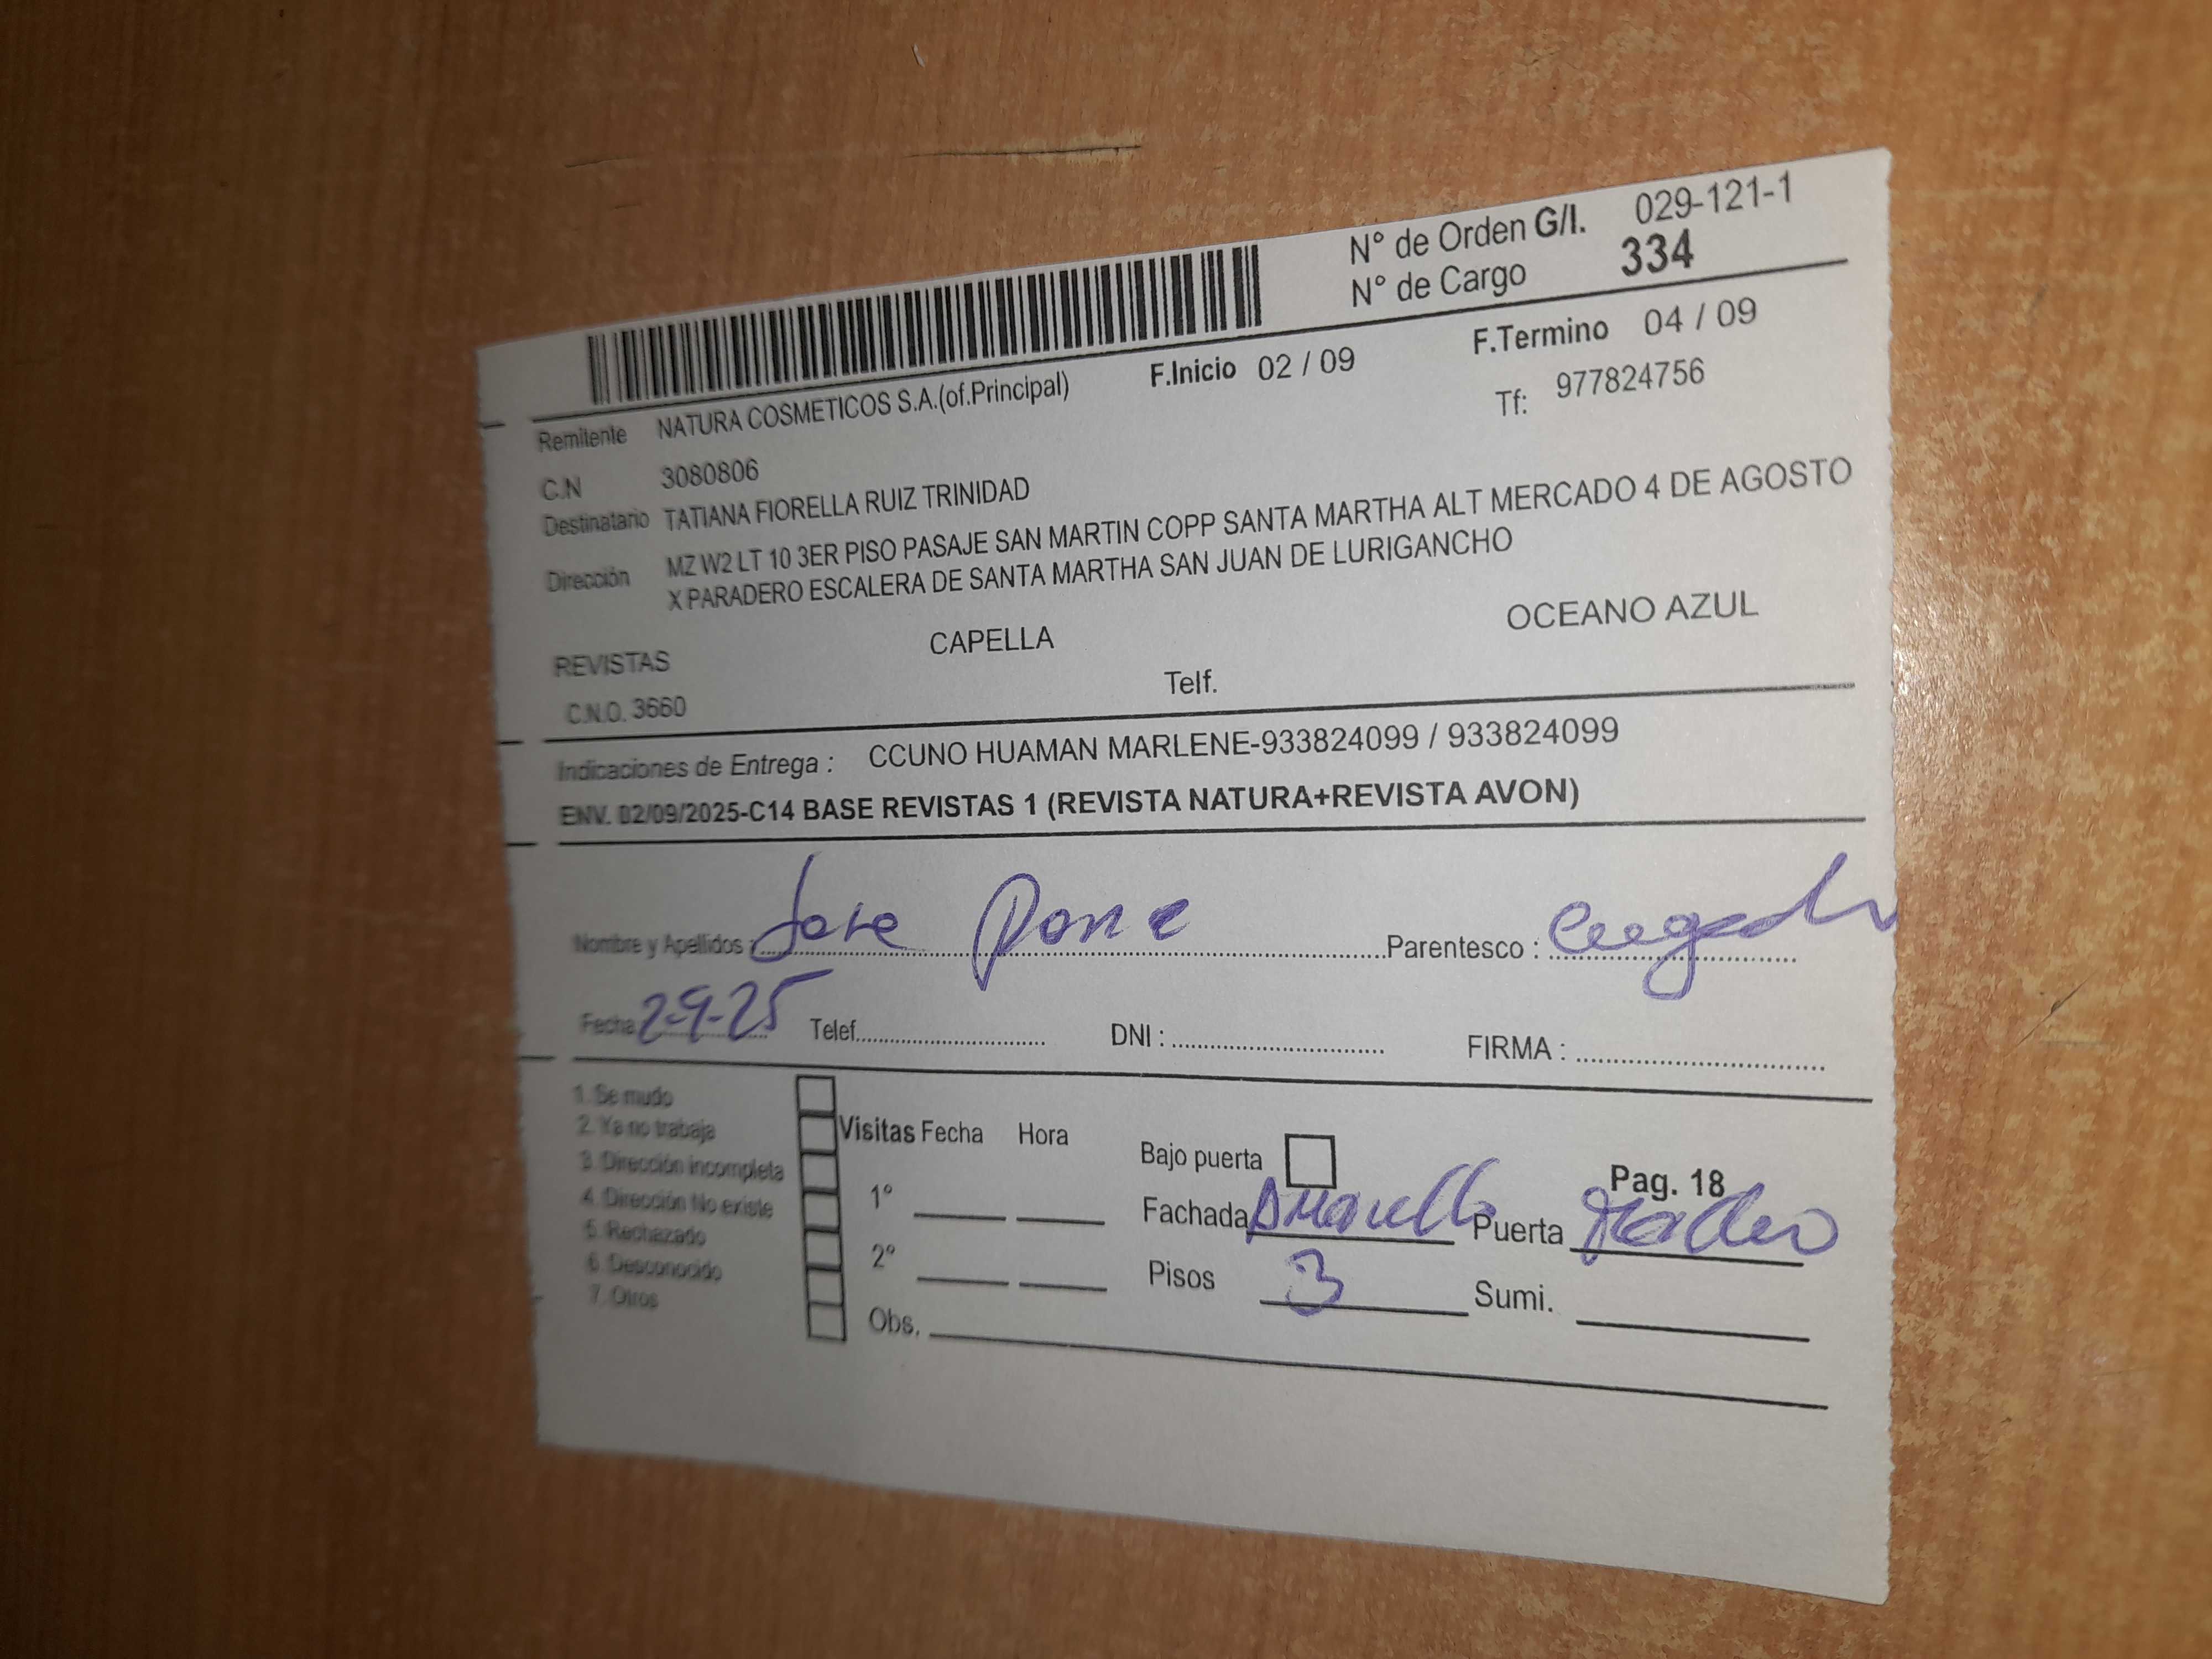 N° de Orden G/I. 029-121-1
N° de Cargo 334
F.Inicio 02 / 09 F.Termino 04 / 09
Remitente NATURA COSMETICOS S.A.(of.Principal) Tf: 977824756
C.N 3080806
Destinatario TATIANA FIORELLA RUIZ TRINIDAD
Dirección MZ W2 LT 10 3ER PISO PASAJE SAN MARTIN COPP SANTA MARTHA ALT MERCADO 4 DE AGOSTO
X PARADERO ESCALERA DE SANTA MARTHA SAN JUAN DE LURIGANCHO
REVISTAS CAPELLA OCEANO AZUL
C.N.O. 3660 Telf.
Indicaciones de Entrega : CCUNO HUAMAN MARLENE-933824099 / 933824099
ENV. 02/09/2025-C14 BASE REVISTAS 1 (REVISTA NATURA+REVISTA AVON)
Nombre y Apellidos : Jose Parentesco :
Fecha 2-9-25 Telef. DNI : FIRMA :
1. Se mudo
2. Ya no trabaja
3. Dirección incompleta
4. Dirección No existe
5. Rechazado
6. Desconocido
7. Otros
Visitas Fecha Hora
1°
2°
Obs.
Bajo puerta Pag. 18
Fachada Amarillo Puerta
Pisos 3 Sumi.